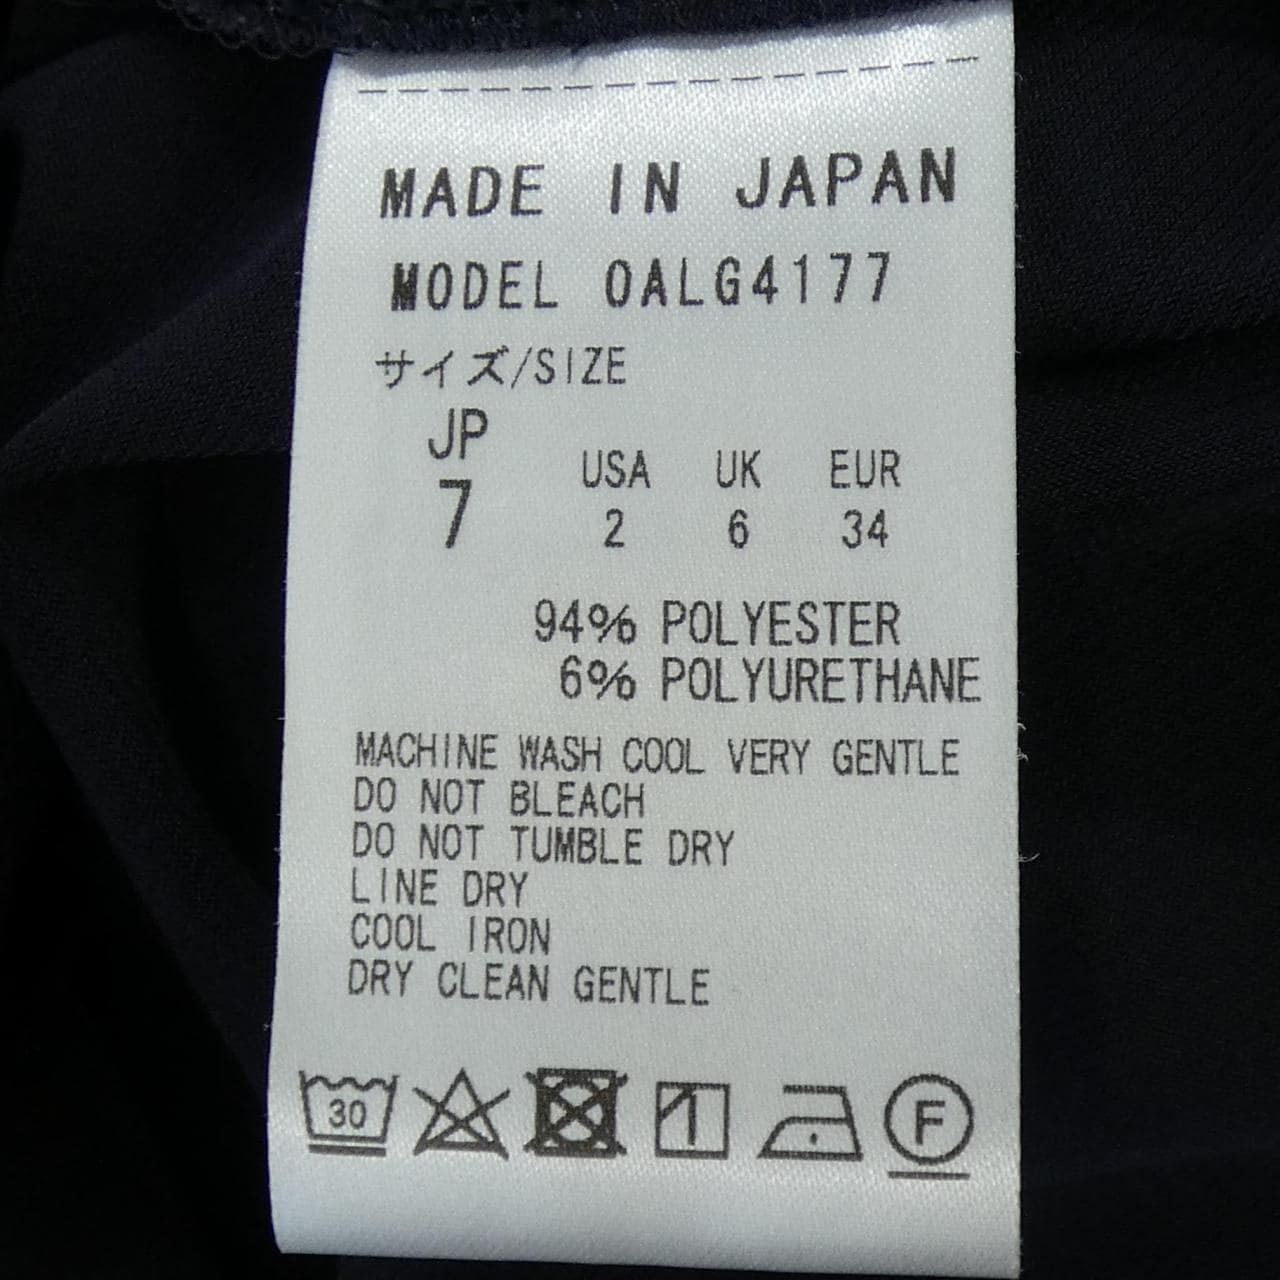 MADE IN JAPAN
MODEL 0ALG4177
サイズ/SIZE
JP USA UK EUR
7 2 6 34
94% POLYESTER
6% POLYURETHANE
MACHINE WASH COOL VERY GENTLE
DO NOT BLEACH
DO NOT TUMBLE DRY
LINE DRY
COOL IRON
DRY CLEAN GENTLE
30 F